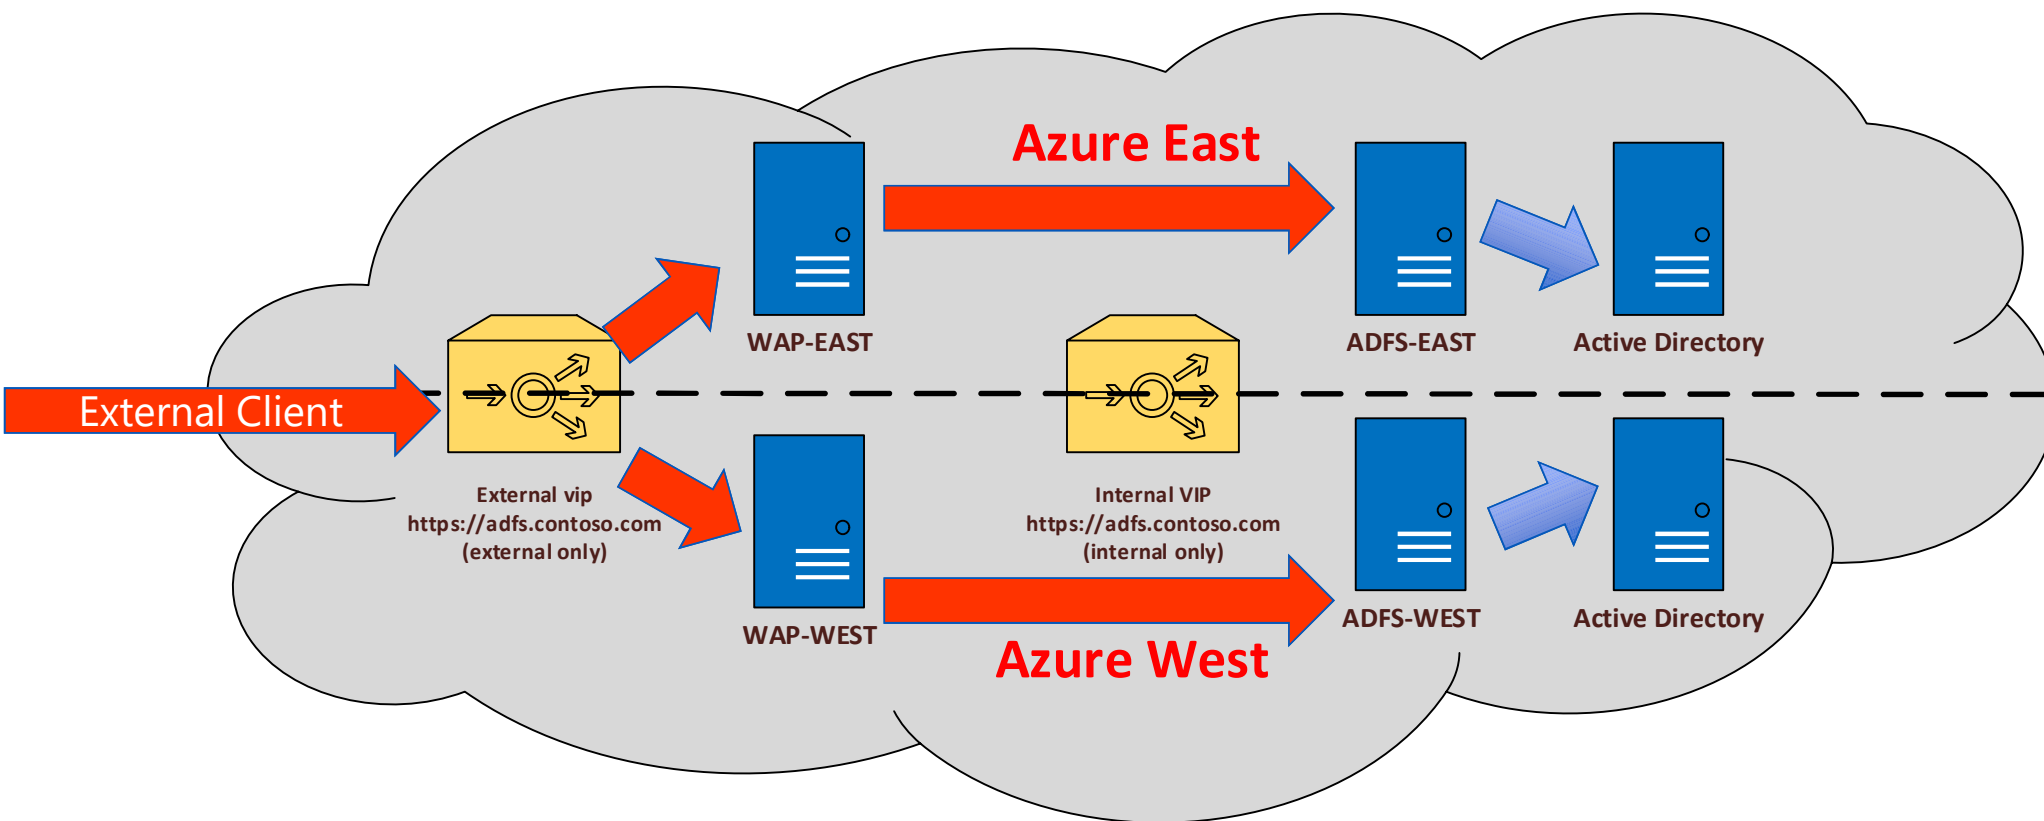 Azure East
WAP-EAST
ADFS-EAST
Active Directory
External Client
External vip
https://adfs.contoso.com
(external only)
Internal VIP
https://adfs.contoso.com
(internal only)
WAP-WEST
ADFS-WEST
Active Directory
Azure West